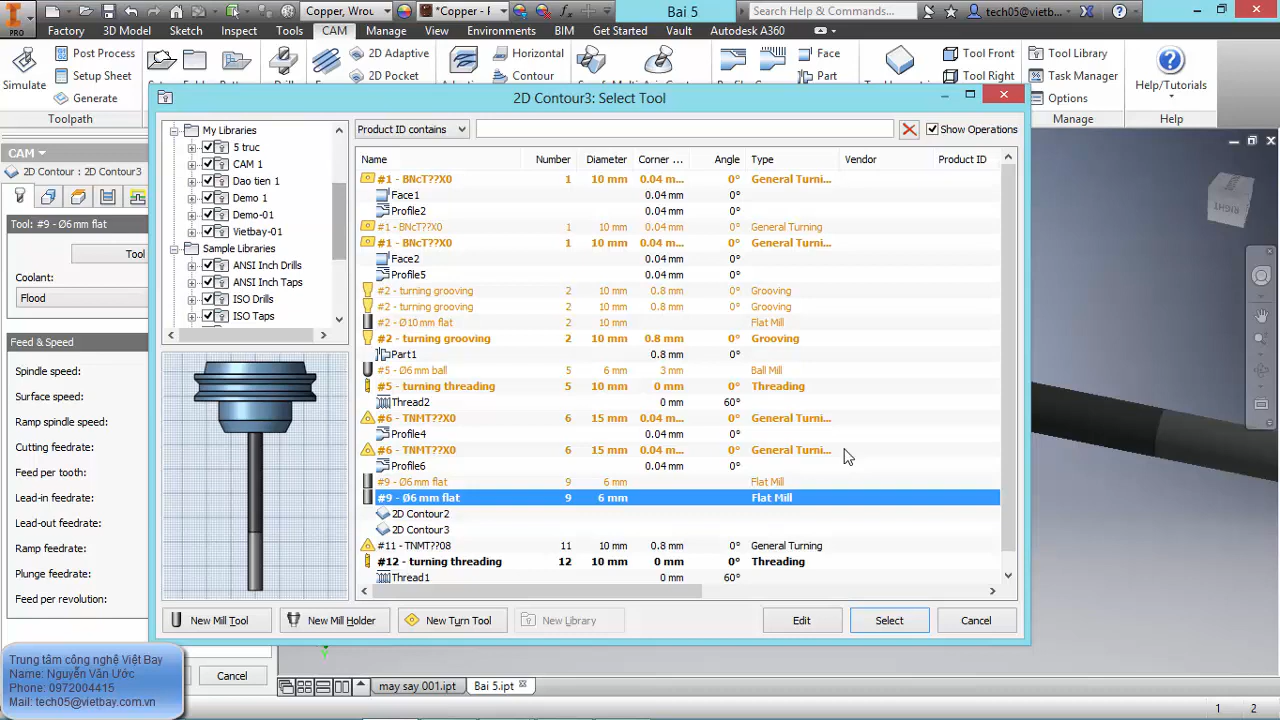 I
PRO
Copper, Wrou
*Copper - F
Bai 5
Search Help & Commands...
tech05@vietba...
Factory 3D Model Sketch Inspect Tools CAM Manage View Environments BIM Get Started Vault Autodesk A360
Simulate
Post Process
Setup Sheet
Generate
Toolpath
2D Adaptive
2D Pocket
Horizontal
Contour
Face
Part
Tool Front
Tool Right
Tool Library
Task Manager
Options
Manage
Help/Tutorials
Help
CAM
2D Contour : 2D Contour3
Tool: #9 - Ø6 mm flat
Tool
Coolant:
Flood
Feed & Speed
Spindle speed:
Surface speed:
Ramp spindle speed:
Cutting feedrate:
Feed per tooth:
Lead-in feedrate:
Lead-out feedrate:
Ramp feedrate:
Plunge feedrate:
Feed per revolution:
Cancel
2D Contour3: Select Tool
My Libraries
5 truc
CAM 1
Dao tien 1
Demo 1
Demo-01
Vietbay-01
Sample Libraries
ANSI Inch Drills
ANSI Inch Taps
ISO Drills
ISO Taps
Product ID contains
Show Operations
Name Number Diameter Corner ... Angle Type Vendor Product ID
#1 - BNcT??X0 1 10 mm 0.04 m... 0° General Turni...
Face1 0.04 mm 0°
Profile2 0.04 mm 0°
#1 - BNcT??X0 1 10 mm 0.04 m... 0° General Turning
#1 - BNcT??X0 1 10 mm 0.04 m... 0° General Turni...
Face2 0.04 mm 0°
Profile5 0.04 mm 0°
#2 - turning grooving 2 10 mm 0.8 mm 0° Grooving
#2 - turning grooving 2 10 mm 0.8 mm 0° Grooving
#2 - Ø10 mm flat 2 10 mm Flat Mill
#2 - turning grooving 2 10 mm 0.8 mm 0° Grooving
Part1 0.8 mm 0°
#5 - Ø6 mm ball 5 6 mm 3 mm Ball Mill
#5 - turning threading 5 10 mm 0 mm 0° Threading
Thread2 0 mm 60°
#6 - TNMT??X0 6 15 mm 0.04 m... 0° General Turni...
Profile4 0.04 mm 0°
#6 - TNMT??X0 6 15 mm 0.04 m... 0° General Turni...
Profile6 0.04 mm 0°
#9 - Ø6 mm flat 9 6 mm Flat Mill
#9 - Ø6 mm flat 9 6 mm Flat Mill
2D Contour2
2D Contour3
#11 - TNMT??08 11 10 mm 0.8 mm 0° General Turning
#12 - turning threading 12 10 mm 0 mm 0° Threading
Thread1 0 mm 60°
New Mill Tool New Mill Holder New Turn Tool New Library Edit Select Cancel
RIGHT
Trung tâm công nghệ Việt Bay
Name: Nguyễn Văn Ước
Phone: 0972004415
Mail: tech05@vietbay.com.vn
may say 001.ipt Bai 5.ipt
1 2